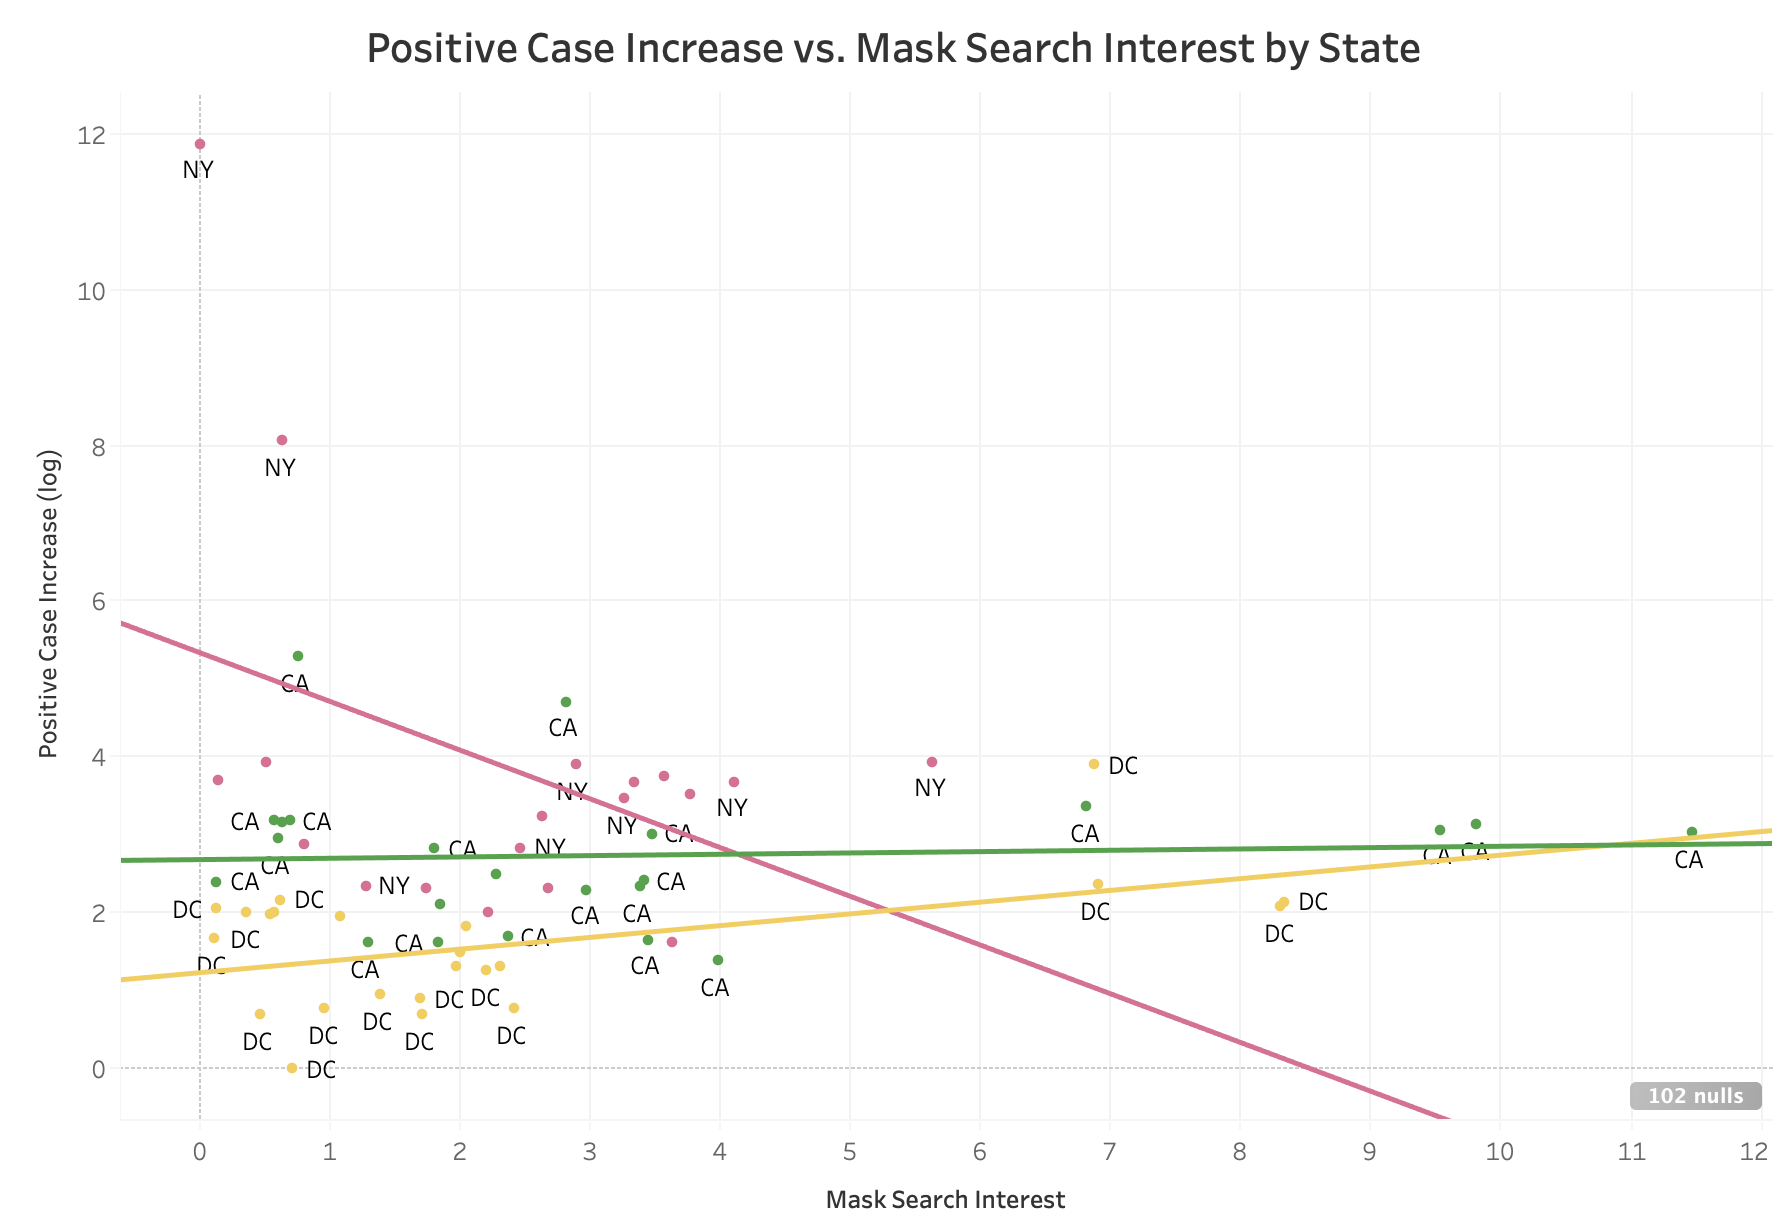 Positive Case Increase vs. Mask Search Interest by State
12
NY
10
8
NY
Positive Case Increase (log)
6
CA
CA
4
DC
NY
NY
NY
CA
CA
NY
CA
CA
CA
NY
CA
CA
CA
CA
CA
CA
NY
CA
DC
DC
2
DC
CA
CA
DC
DC
DC
CA
CA
DC
CA
CA
CA
DC
DC
DC
DC
DC
DC
DC
DC
0
DC
102 nulls
0 1 2 3 4 5 6 7 8 9 10 11 12
Mask Search Interest